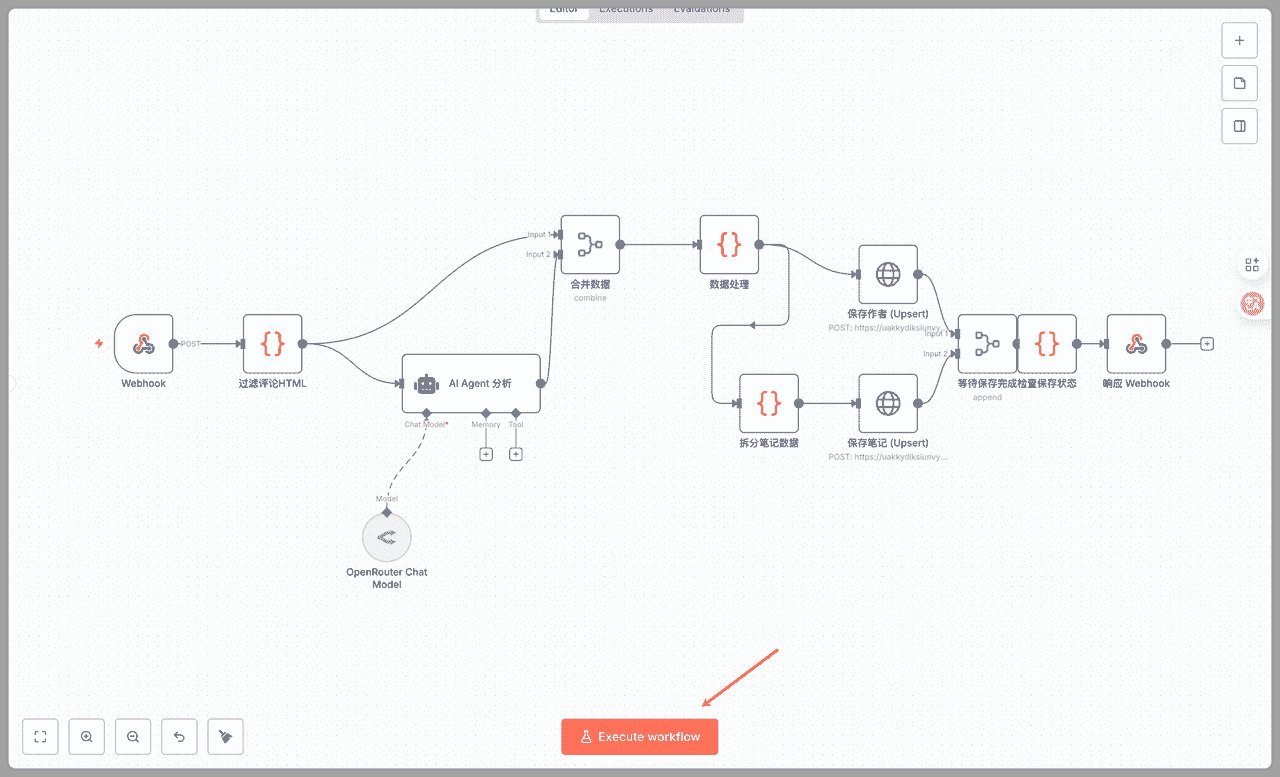 Editor
Executions
Evaluations
Input 1
Input 2
合并数据
combine
数据处理
保存作者 (Upsert)
POST: https://uakkydiksiunvy...
Webhook
POST
过滤评论HTML
AI Agent 分析
Chat Model*
Memory
Tool
Model
OpenRouter Chat
Model
拆分笔记数据
保存笔记 (Upsert)
POST: https://uakkydiksiunvy...
Input 1
Input 2
等待保存完成
append
检查保存状态
响应 Webhook
Execute workflow